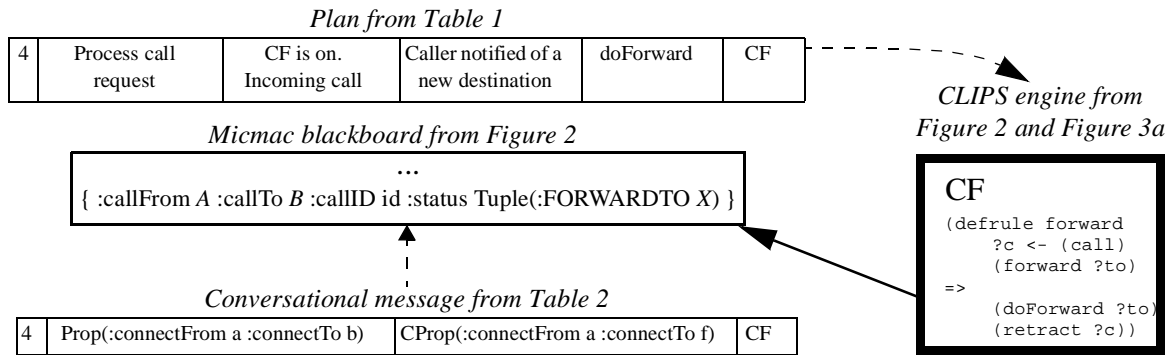 Plan from Table 1
4 Process call request CF is on. Incoming call Caller notified of a new destination doForward CF
CLIPS engine from
Figure 2 and Figure 3a
Micmac blackboard from Figure 2
...
{ :callFrom A :callTo B :callID id :status Tuple(:FORWARDTO X) }
CF
(defrule forward
?c <- (call)
(forward ?to)
=>
(doForward ?to)
(retract ?c))
Conversational message from Table 2
4 Prop(:connectFrom a :connectTo b) CProp(:connectFrom a :connectTo f) CF